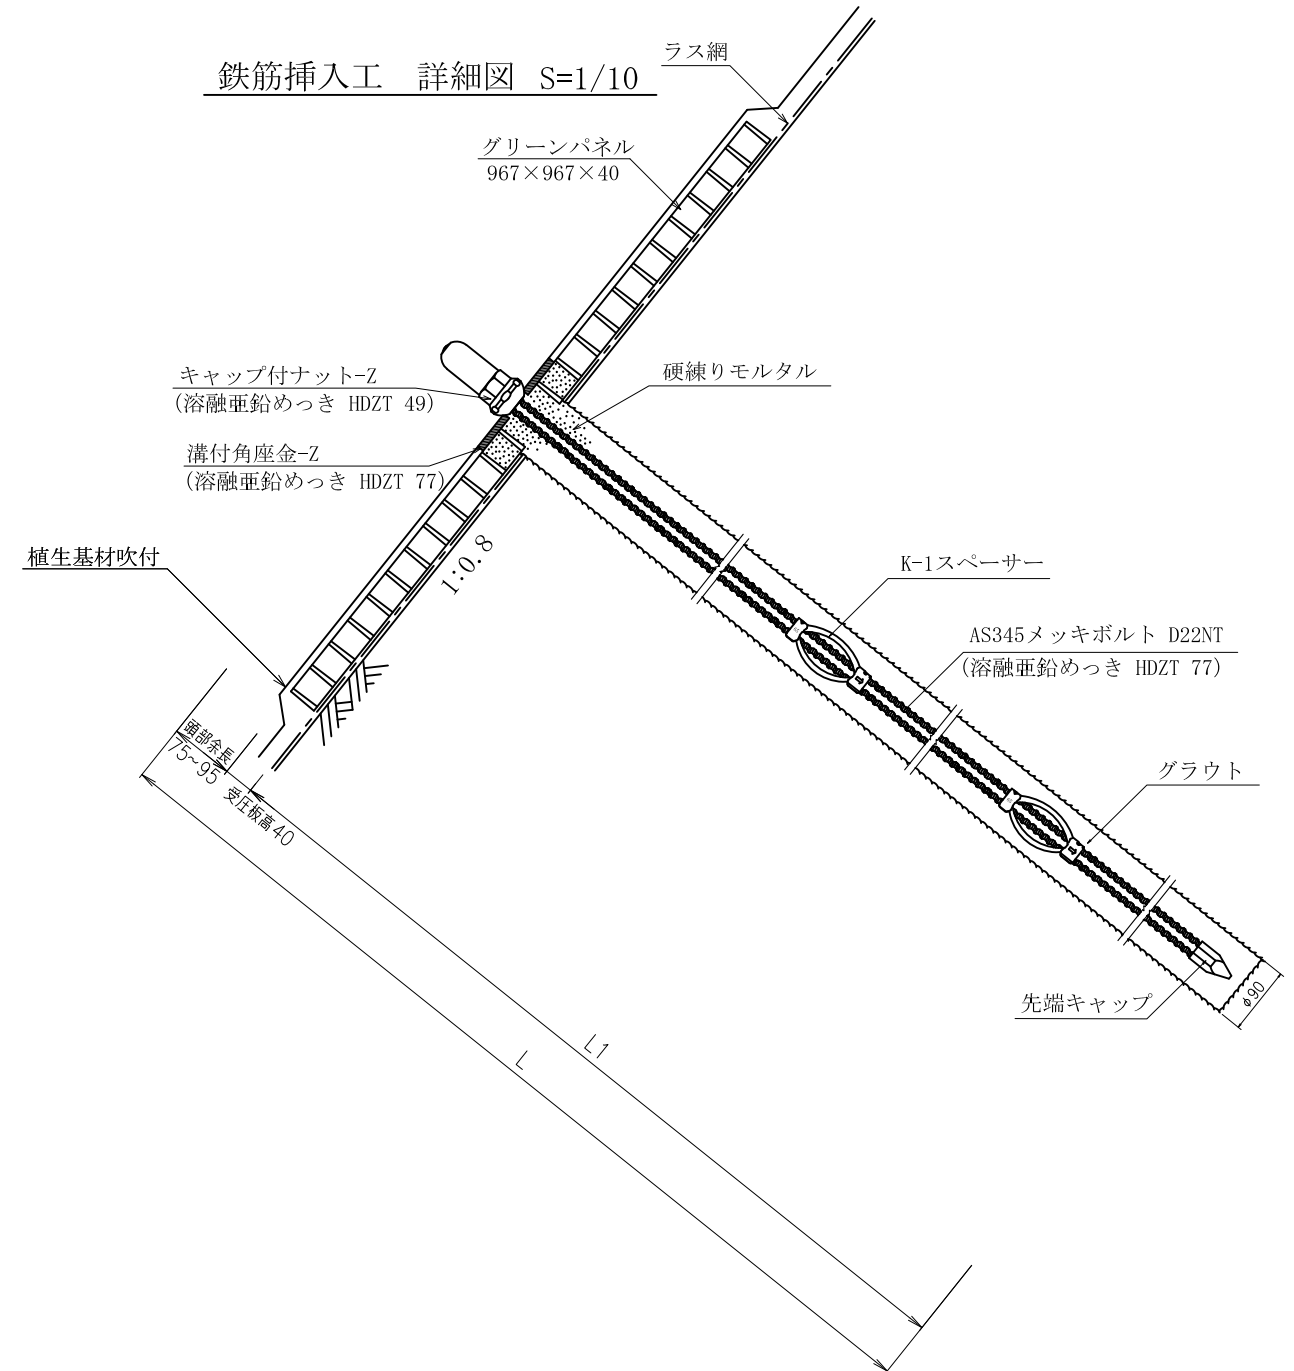 鉄筋挿入工　詳細図　S=1/10
ラス網
グリーンパネル
967×967×40
キャップ付ナット-Z
(溶融亜鉛めっき HDZT 49)
硬練りモルタル
溝付角座金-Z
(溶融亜鉛めっき HDZT 77)
1:0.8
植生基材吹付
K-1スペーサー
AS345メッキボルト D22NT
(溶融亜鉛めっき HDZT 77)
頭部余長
75~95
受圧板高40
グラウト
先端キャップ
φ90
L1
L